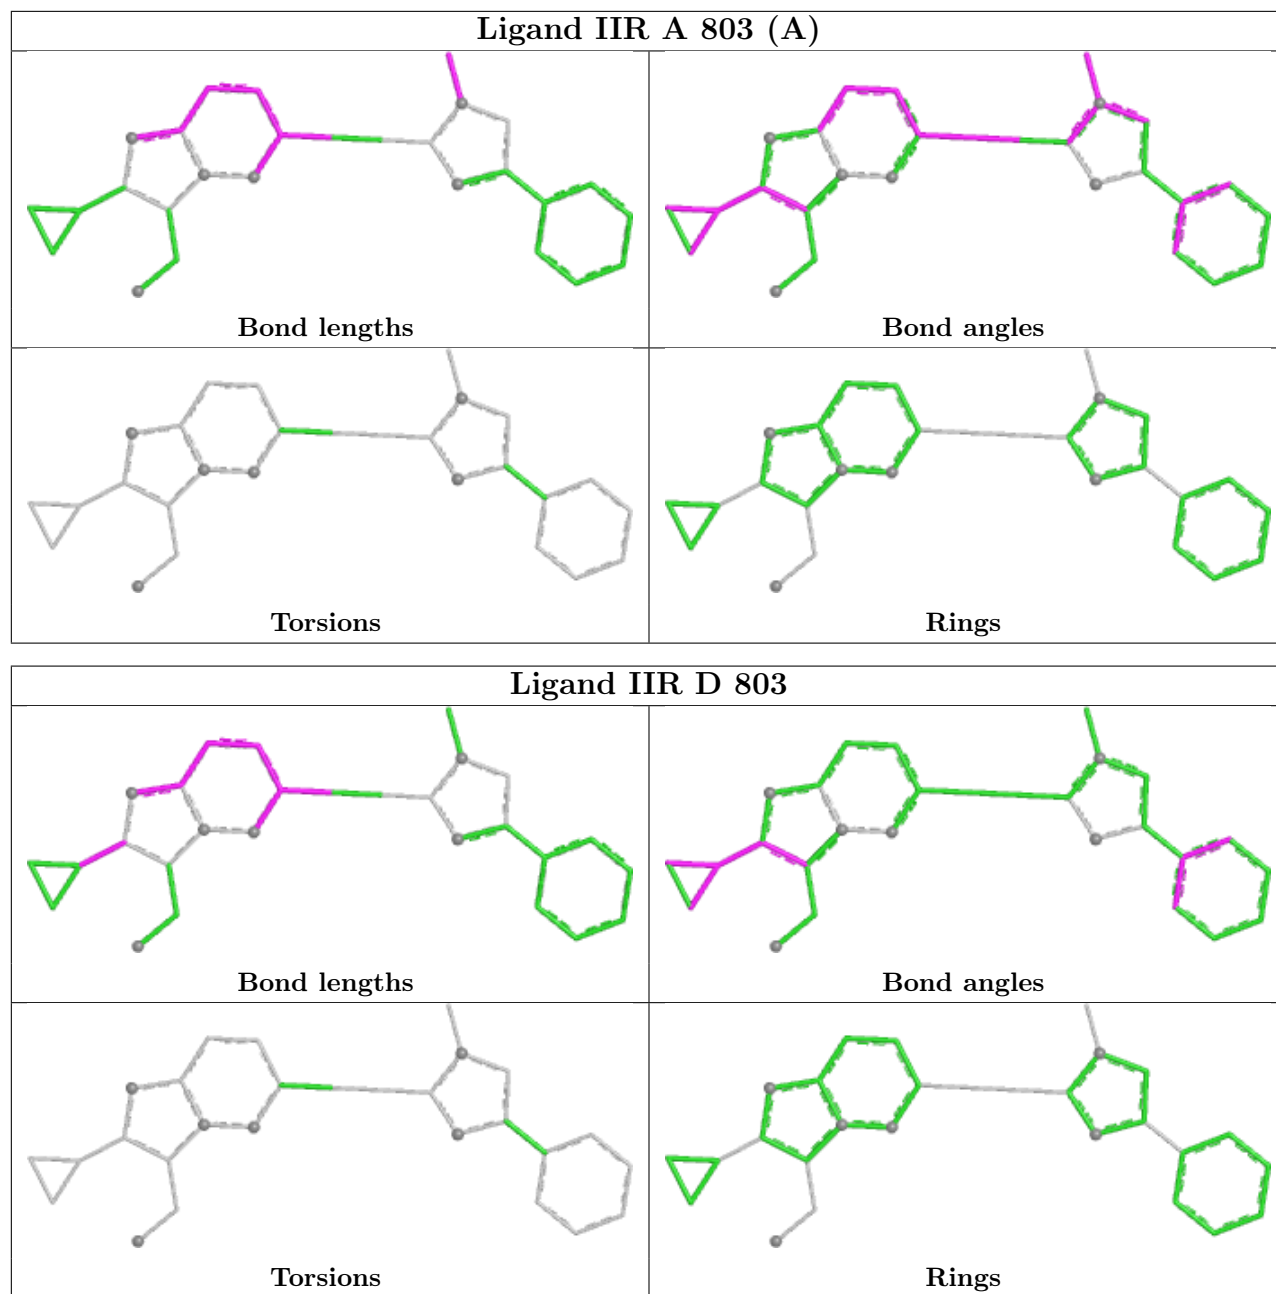 Ligand IIR A 803 (A)
Bond lengths
Bond angles
Torsions
Rings
Ligand IIR D 803
Bond lengths
Bond angles
Torsions
Rings